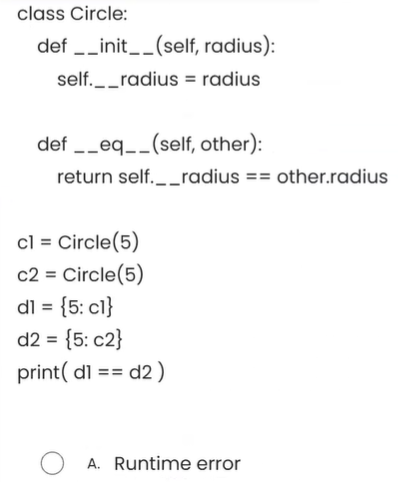 class Circle:
def __init__(self, radius):
self.__radius = radius
def __eq__(self, other):
return self.__radius == other.radius
c1 = Circle(5)
c2 = Circle(5)
d1 = {5: c1}
d2 = {5: c2}
print( d1 == d2 )
A. Runtime error